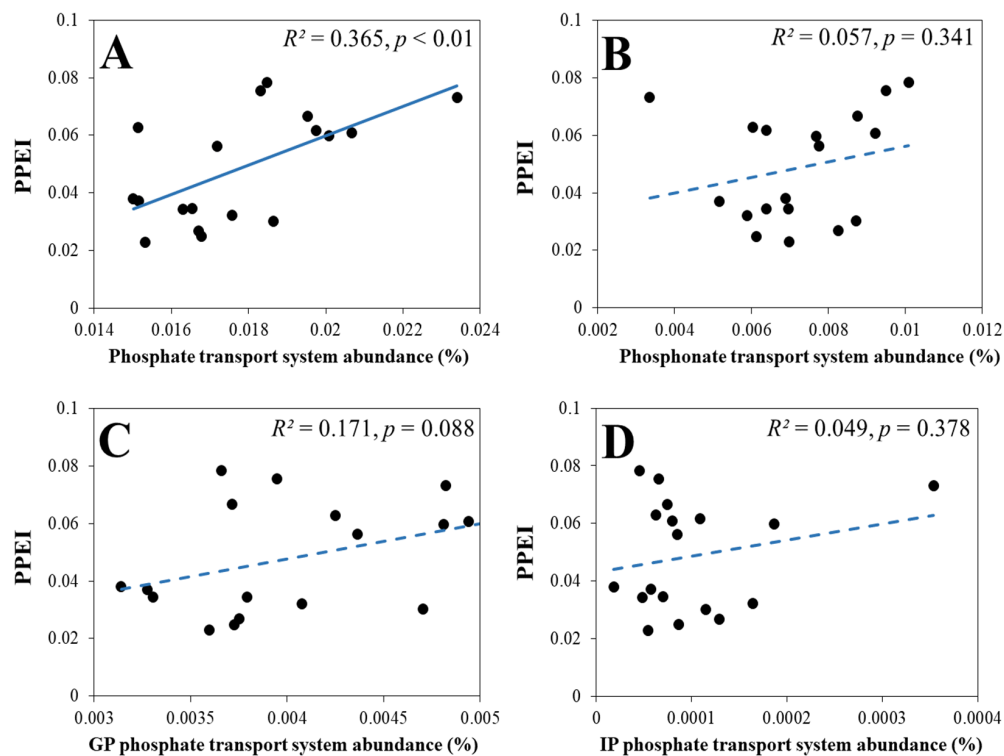 A
R² = 0.365, p < 0.01
0.1
0.08
0.06
0.04
0.02
0
PPEI
0.014 0.016 0.018 0.02 0.022 0.024
Phosphate transport system abundance (%)
B
R² = 0.057, p = 0.341
0.1
0.08
0.06
0.04
0.02
0
PPEI
0.002 0.004 0.006 0.008 0.01 0.012
Phosphonate transport system abundance (%)
C
R² = 0.171, p = 0.088
0.1
0.08
0.06
0.04
0.02
0
PPEI
0.003 0.0035 0.004 0.0045 0.005
GP phosphate transport system abundance (%)
D
R² = 0.049, p = 0.378
0.1
0.08
0.06
0.04
0.02
0
PPEI
0 0.0001 0.0002 0.0003 0.0004
IP phosphate transport system abundance (%)